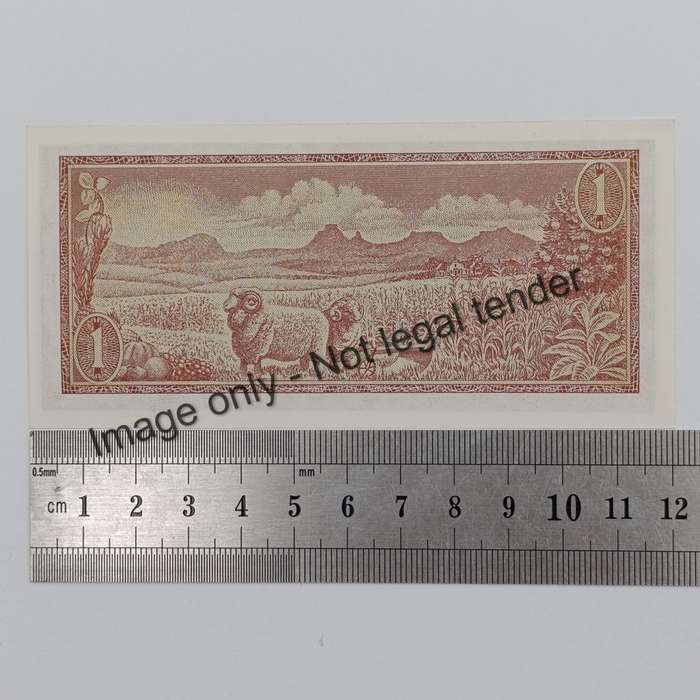 1
1
Image only - Not legal tender
0.5mm
mm
cm 1 2 3 4 5 6 7 8 9 10 11 12